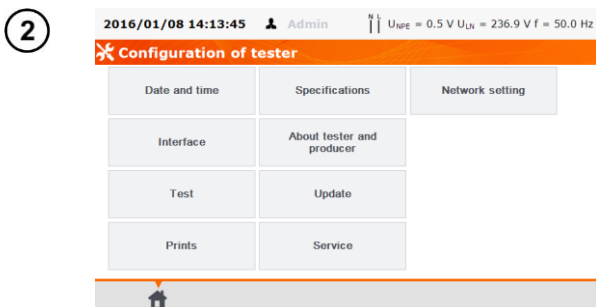 2
2016/01/08 14:13:45 Admin N L UNPE = 0.5 V ULN = 236.9 V f = 50.0 Hz
Configuration of tester
Date and time Specifications Network setting
Interface About tester and
producer
Test Update
Prints Service